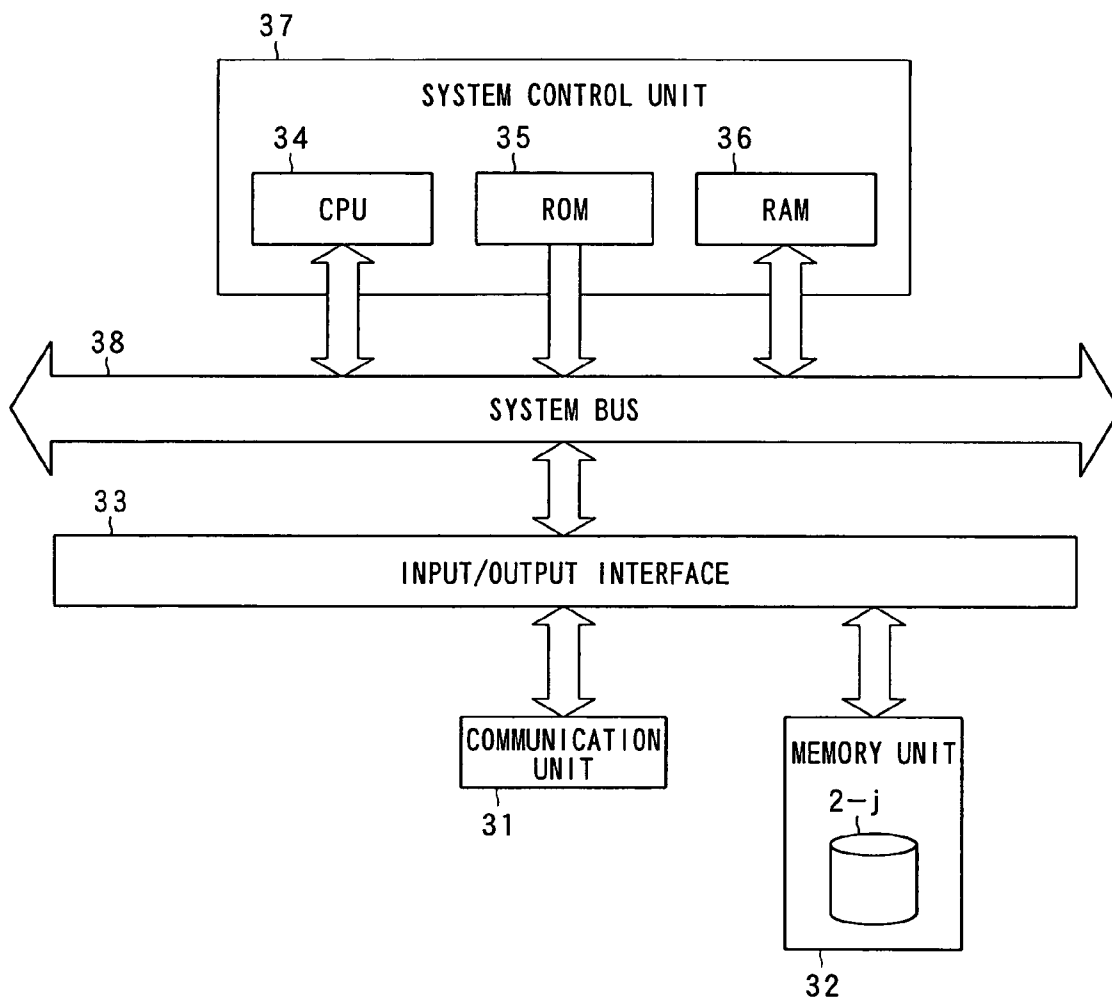 37
SYSTEM CONTROL UNIT
34
35
36
CPU
ROM
RAM
38
SYSTEM BUS
33
INPUT/OUTPUT INTERFACE
COMMUNICATION
UNIT
31
MEMORY UNIT
2-j
32